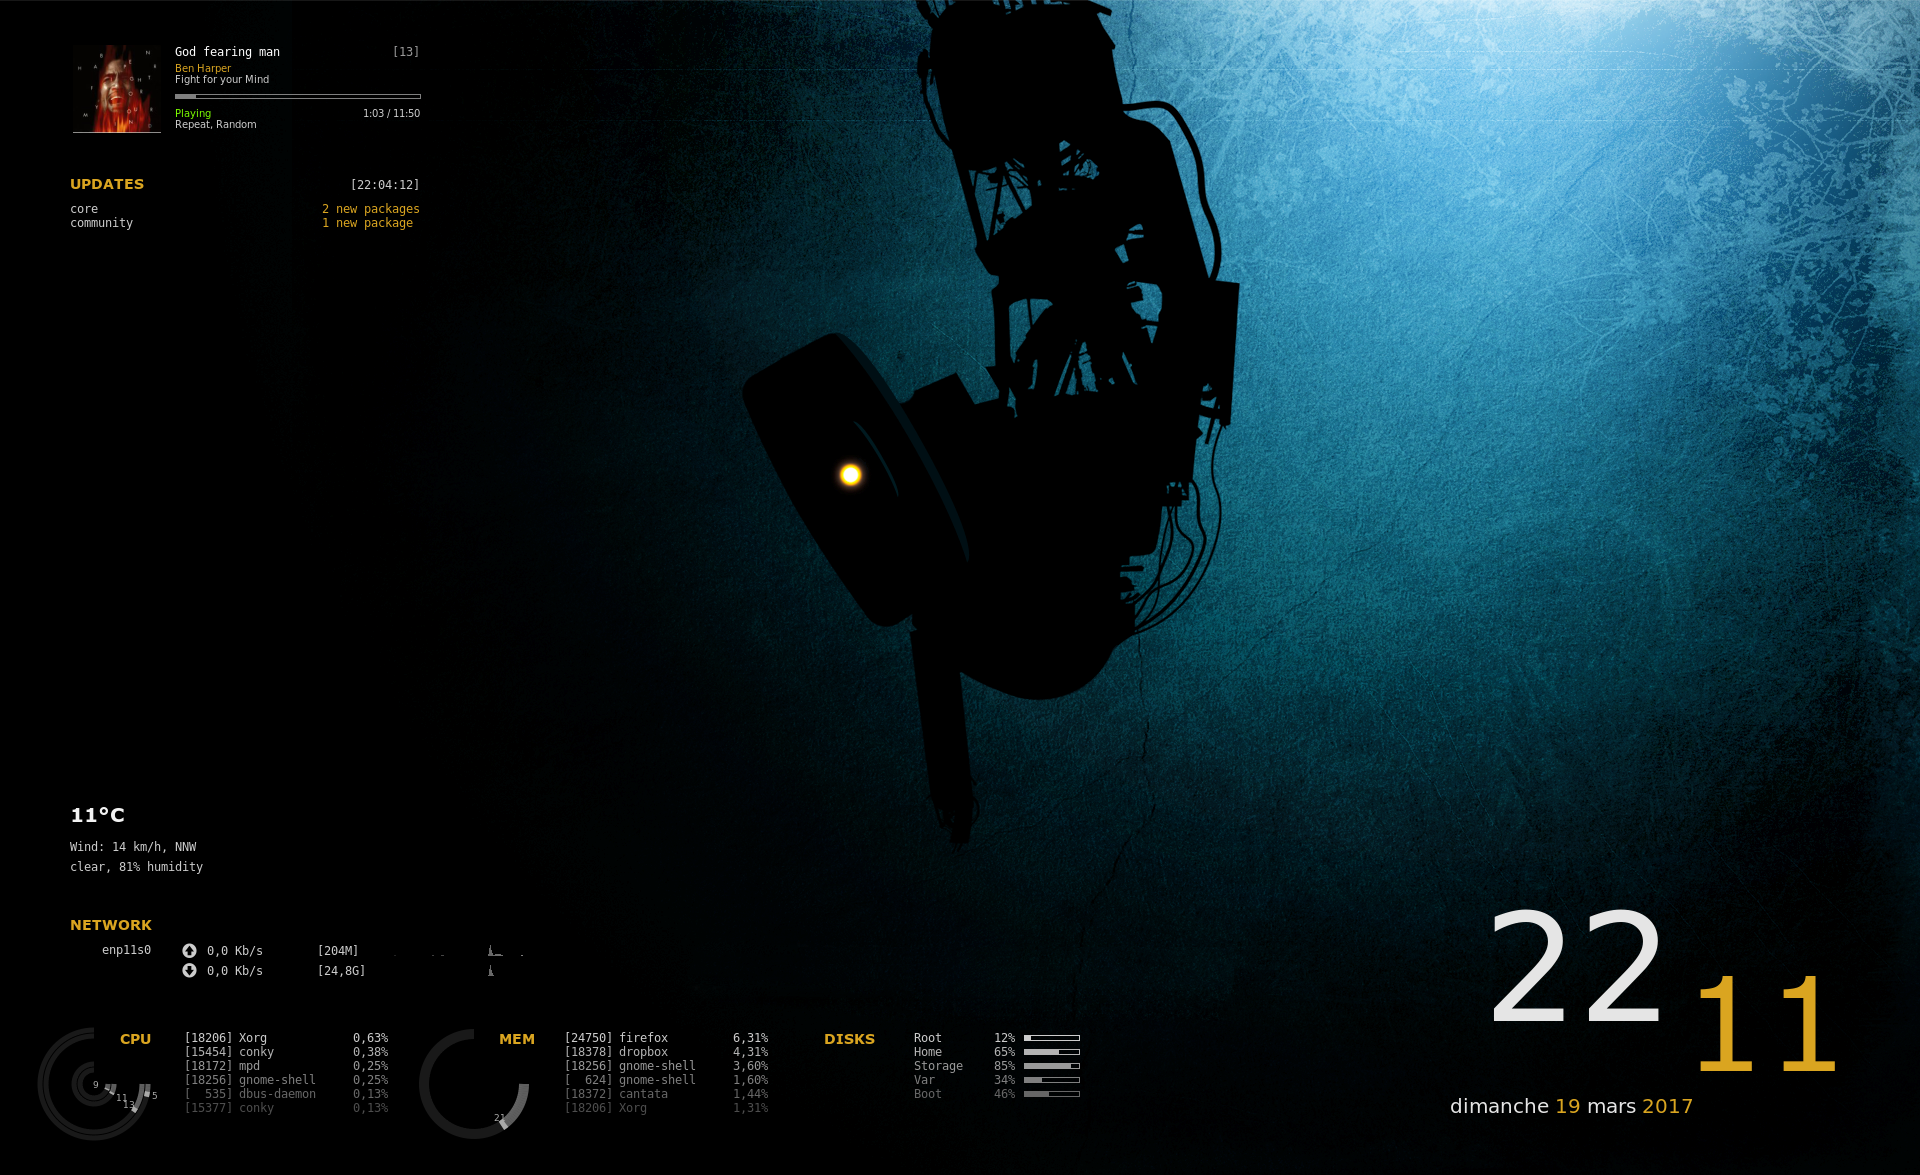 God fearing man [13]
Ben Harper
Fight for your Mind
Playing 1:03 / 11:50
Repeat, Random
UPDATES [22:04:12]
core 2 new packages
community 1 new package
11°C
Wind: 14 km/h, NNW
clear, 81% humidity
NETWORK
enp11s0 0,0 Kb/s [204M]
0,0 Kb/s [24,8G]
CPU
9
11
13
5
[18206] Xorg 0,63%
[15454] conky 0,38%
[18172] mpd 0,25%
[18256] gnome-shell 0,25%
[  535] dbus-daemon 0,13%
[15377] conky 0,13%
MEM
21
[24750] firefox 6,31%
[18378] dropbox 4,31%
[18256] gnome-shell 3,60%
[  624] gnome-shell 1,60%
[18372] cantata 1,44%
[18206] Xorg 1,31%
DISKS
Root 12%
Home 65%
Storage 85%
Var 34%
Boot 46%
22
11
dimanche 19 mars 2017